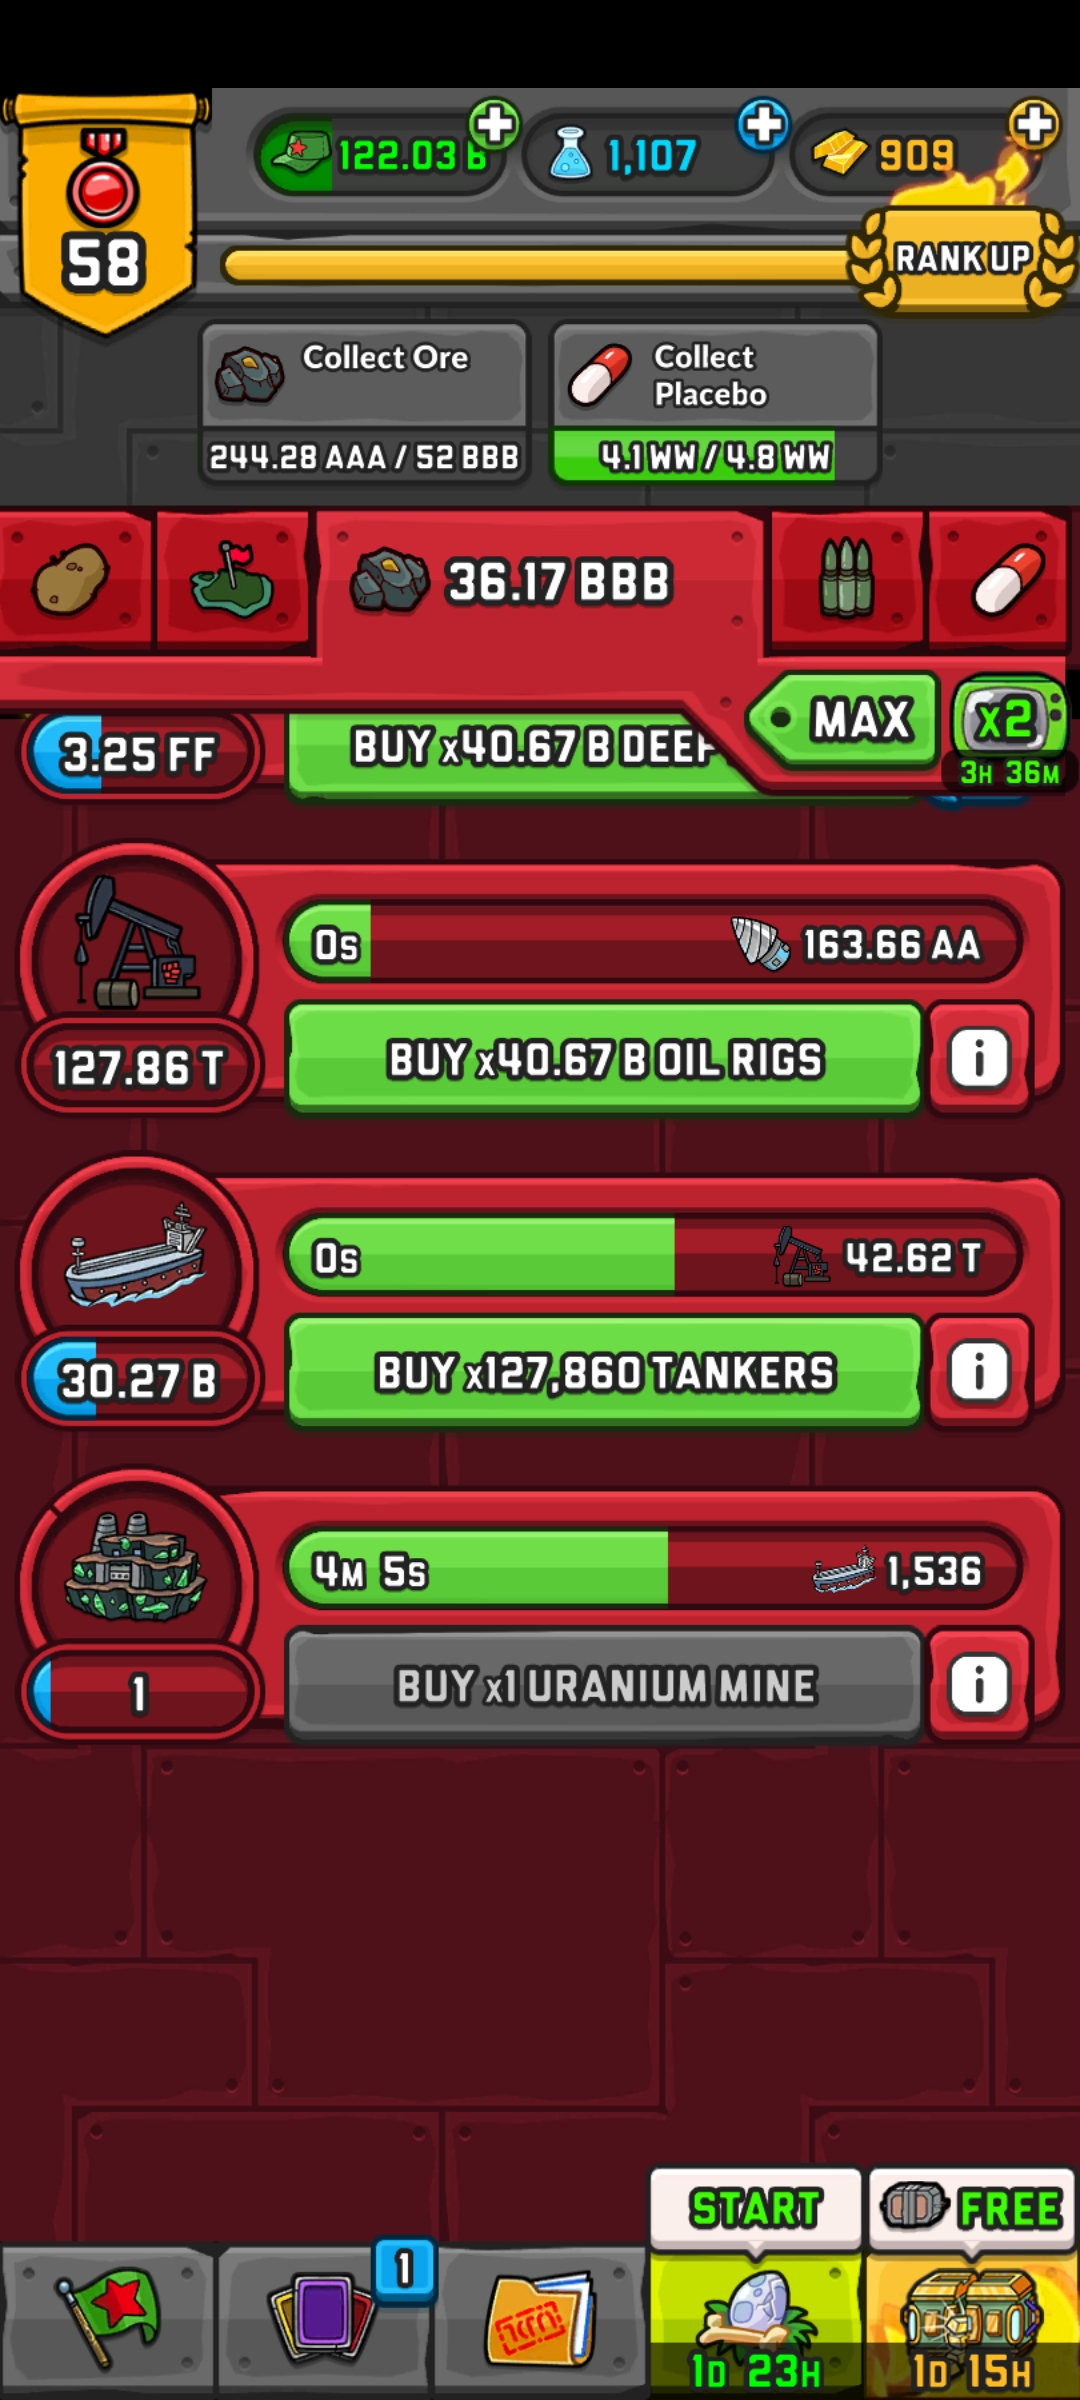 122.03 B
1,107
909
58
RANK UP
Collect Ore
244.28 AAA / 52 BBB
Collect
Placebo
4.1 WW / 4.8 WW
36.17 BBB
MAX
x2
3H 36M
3.25 FF
BUY x40.67 B DEEP
0s
163.66 AA
127.86 T
BUY x40.67 B OIL RIGS
i
0s
42.62 T
30.27 B
BUY x127,860 TANKERS
i
4M 5s
1,536
1
BUY x1 URANIUM MINE
i
START
FREE
1
1D 23H
1D 15H